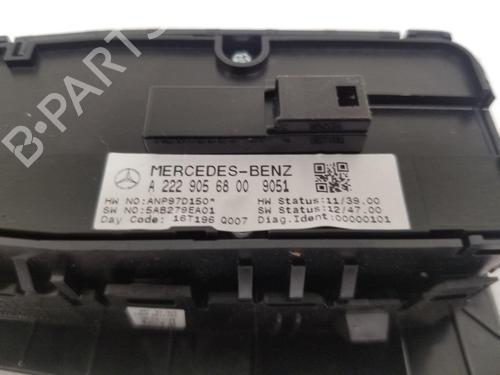 B-PARTS
MERCEDES-BENZ
A 222 905 68 00 9051
HW NO:ANP97D150* HW Status:11/39.00
SW NO:5AB279EA01 SW Status:12/47.00
Day Code: 16T196 Q007 Diag.Ident:00000101